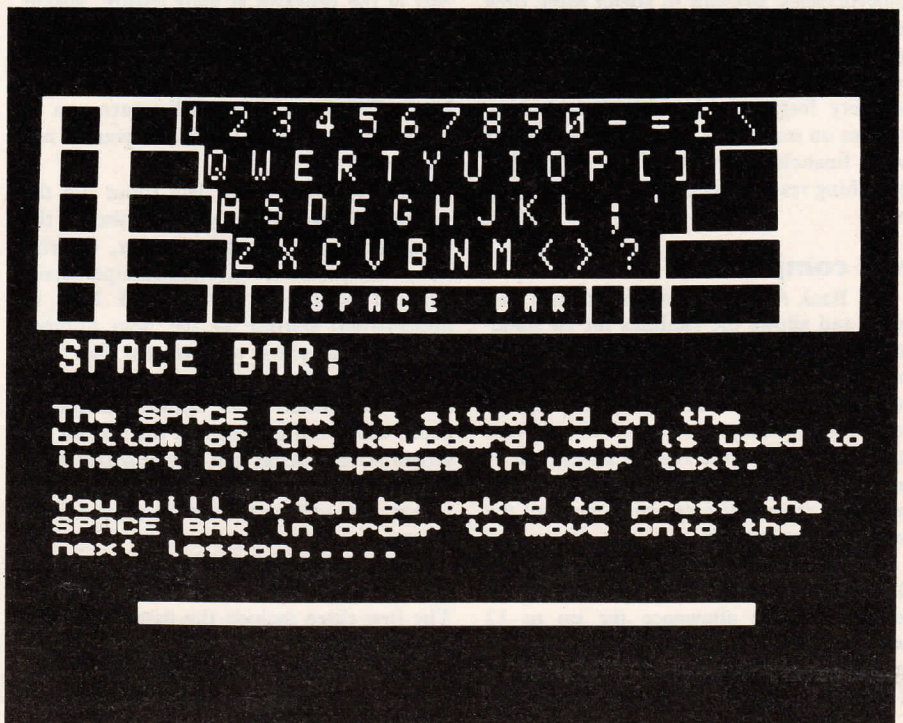 1 2 3 4 5 6 7 8 9 0 - = £ \
Q W E R T Y U I O P [ ]
A S D F G H J K L ; '
Z X C V B N M < > ?
SPACE BAR
SPACE BAR:
The SPACE BAR is situated on the
bottom of the keyboard, and is used to
insert blank spaces in your text.
You will often be asked to press the
SPACE BAR in order to move onto the
next lesson.....